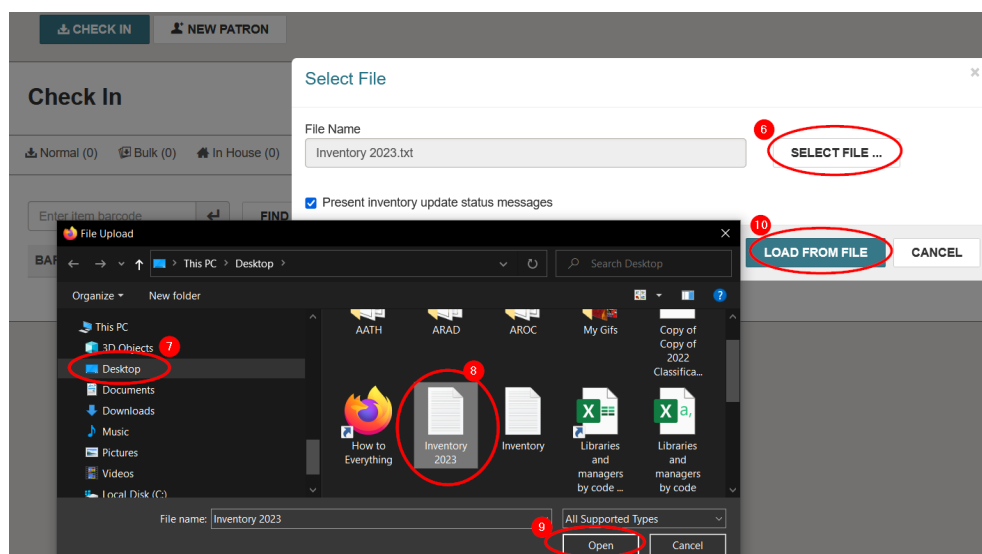 CHECK IN
NEW PATRON
Select File
×
Check In
File Name
6
Inventory 2023.txt
SELECT FILE ...
Normal (0) Bulk (0) In House (0)
Present inventory update status messages
Enter item barcode
FIND
10
LOAD FROM FILE
CANCEL
BAR
File Upload
This PC > Desktop >
Search Desktop
Organize
New folder
This PC
3D Objects
7
Desktop
Documents
Downloads
Music
Pictures
Videos
Local Disk (C:)
AATH
ARAD
AROC
My Gifs
Copy of
Copy of
2022
Classifica...
8
How to
Everything
Inventory
2023
Inventory
Libraries
and
managers
by code ...
Libraries
and
managers
by code
File name: Inventory 2023
All Supported Types
9
Open
Cancel